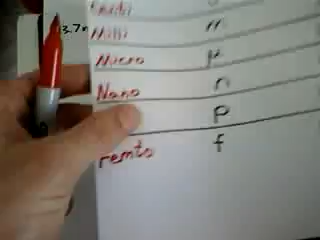 Milli m
Micro μ
Nano n
p
femto f